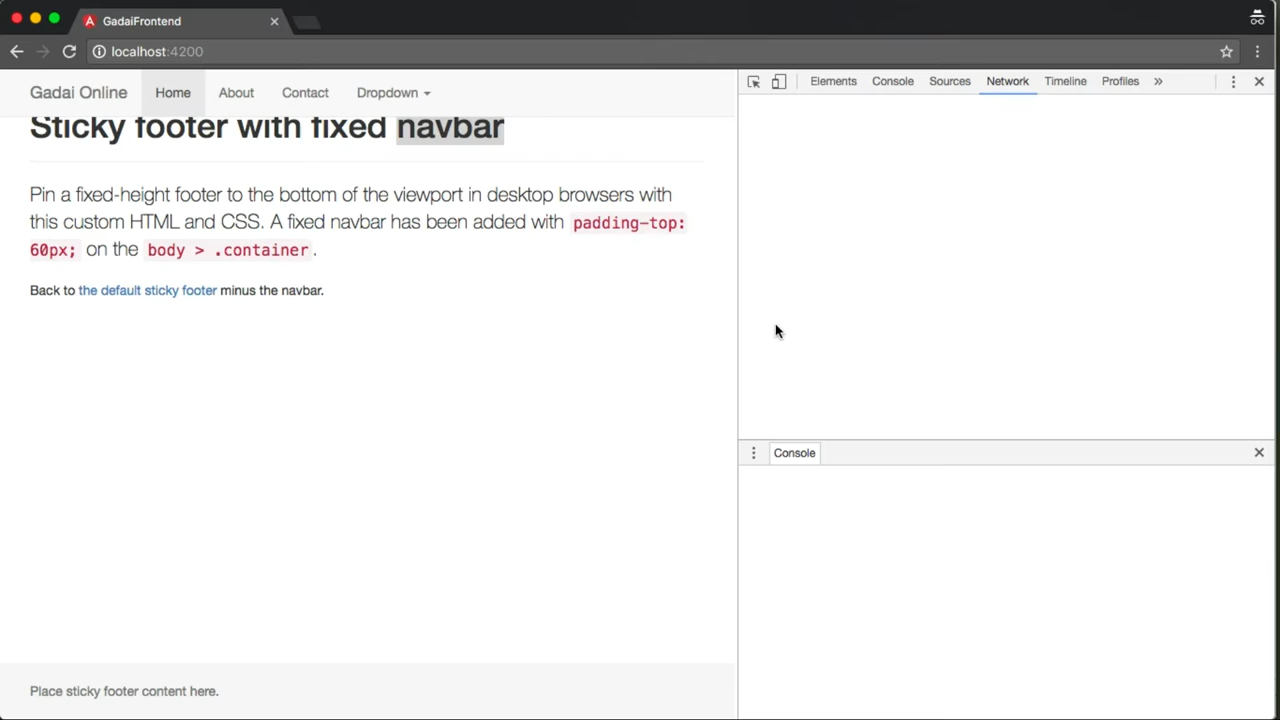 GadaiFrontend
localhost:4200
Gadai Online Home About Contact Dropdown
Elements Console Sources Network Timeline Profiles »
Sticky footer with fixed navbar
Pin a fixed-height footer to the bottom of the viewport in desktop browsers with
this custom HTML and CSS. A fixed navbar has been added with padding-top:
60px; on the body > .container.
Back to the default sticky footer minus the navbar.
Console
Place sticky footer content here.